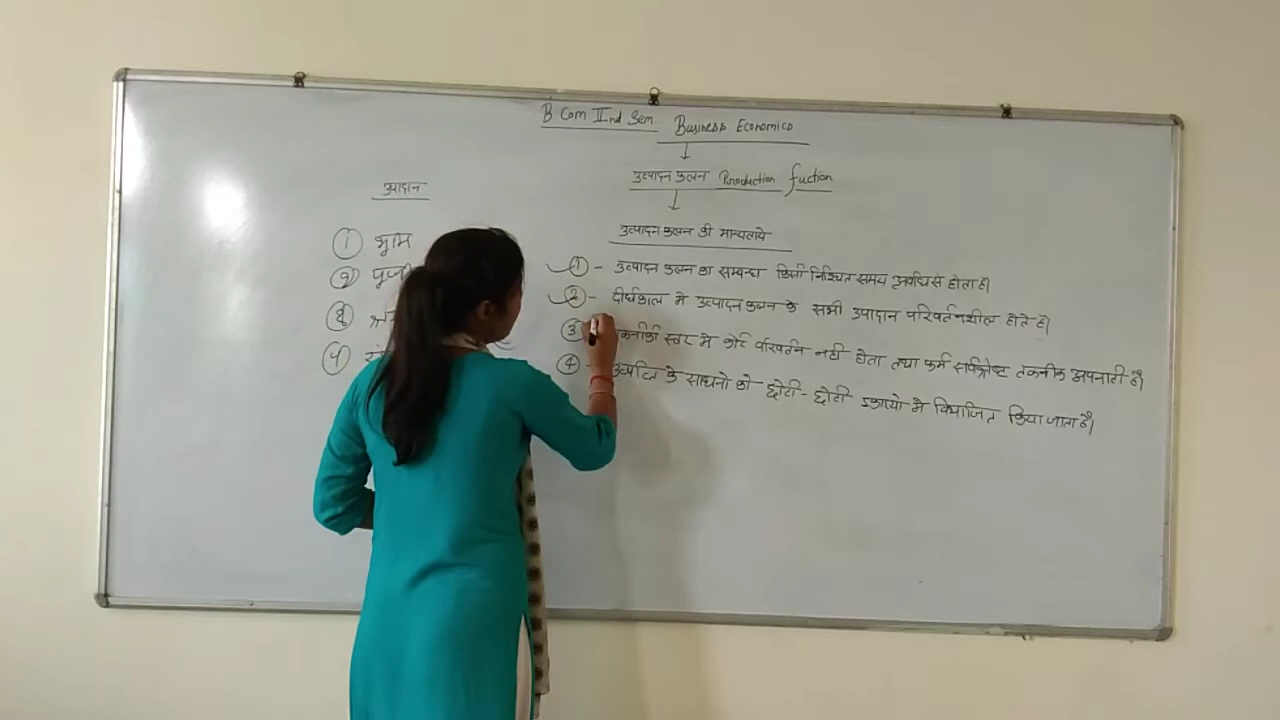 B Com IInd Sem. Business Economics
उत्पादन फलन Production fuction
उत्पादन फलन की मान्यताये
① - उत्पादन फलन का सम्बन्ध किसी निश्चित समय अवधि से होता है।
② - दीर्घकाल मे उत्पादन फलन के सभी उपादान परिवर्तनशील होते है।
③ तकनीकी स्तर मे कोई परिवर्तन नही होता तथा फर्म सर्वश्रेष्ट तकनीक अपनाती है।
④ - उत्पत्ति के साधनो को छोटी - छोटी इकाइयो मे विभाजित किया जाता है।
उपादान
① भूमि
② पूंजी
③
④